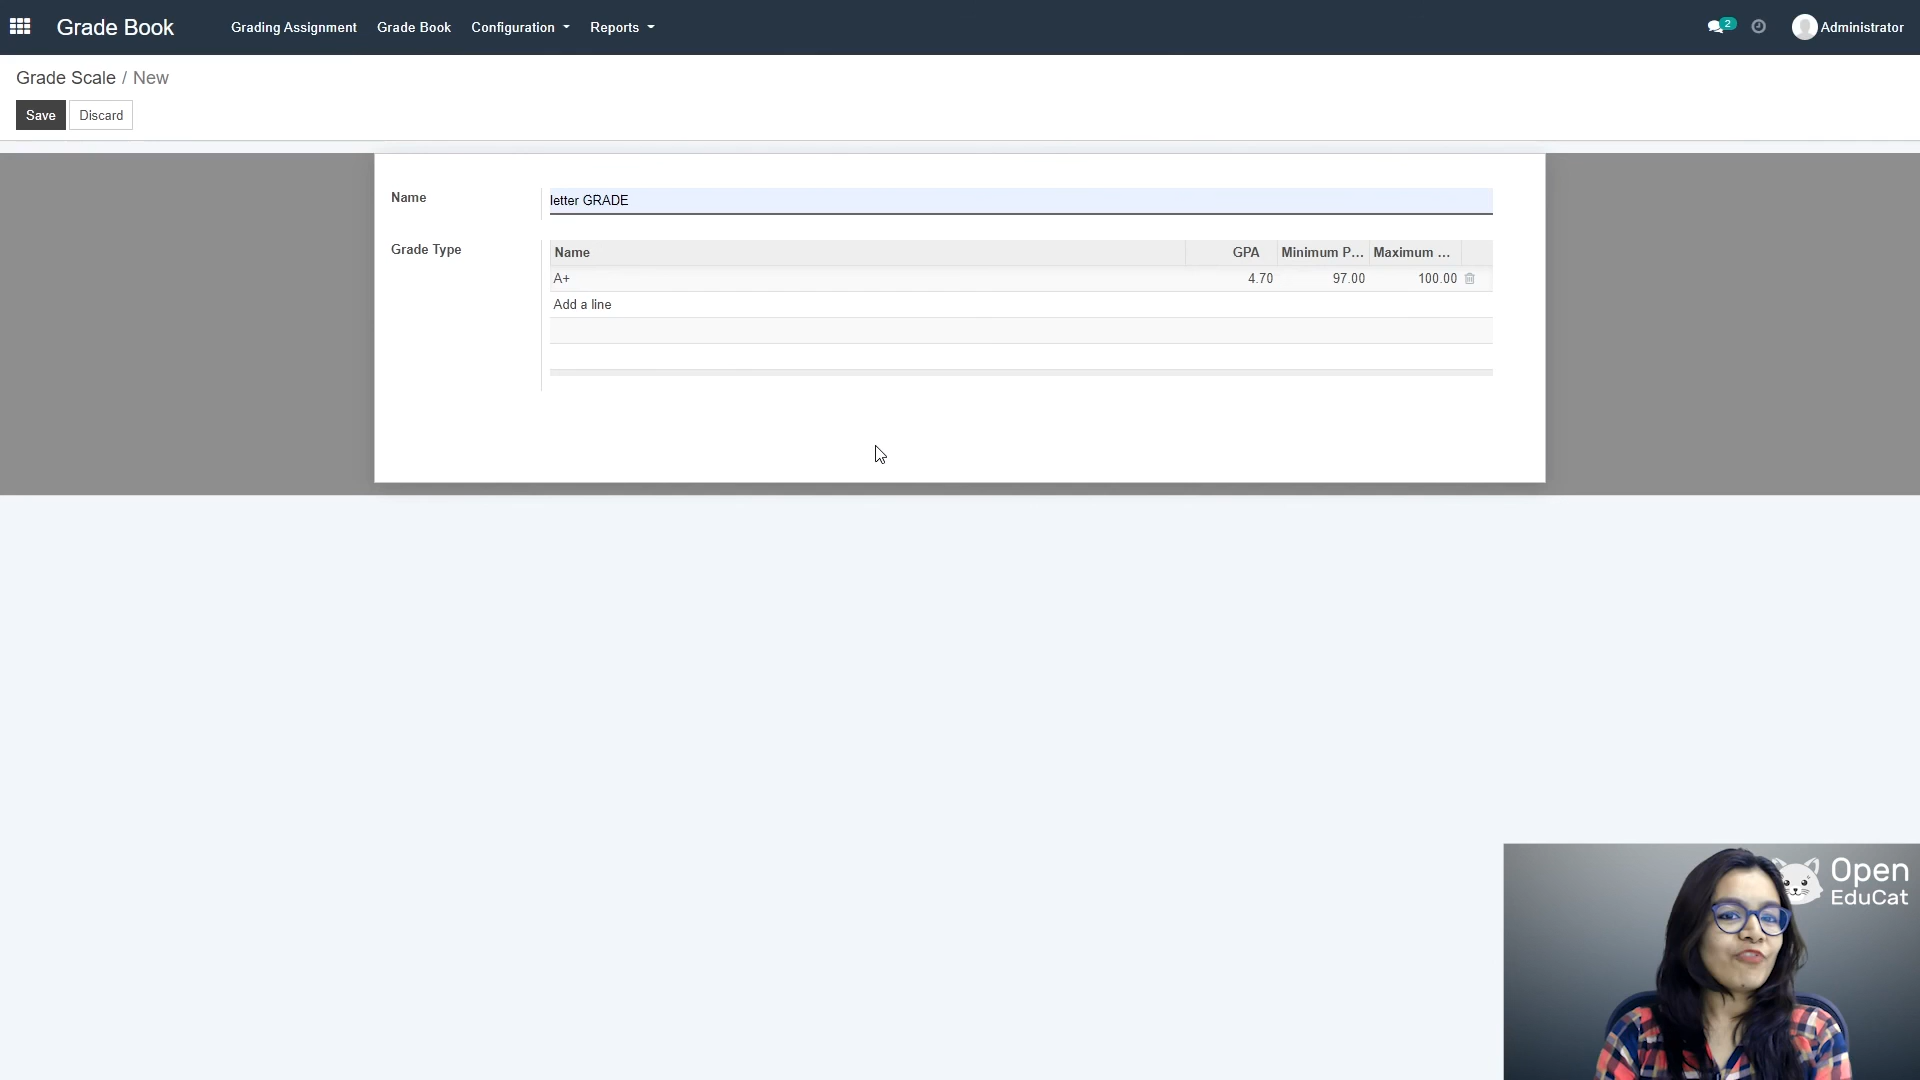 Grade Book Grading Assignment Grade Book Configuration Reports 2 Administrator
Grade Scale / New
Save Discard
Name letter GRADE
Grade Type Name GPA Minimum P... Maximum ...
A+ 4.70 97.00 100.00
Add a line
Open
EduCat